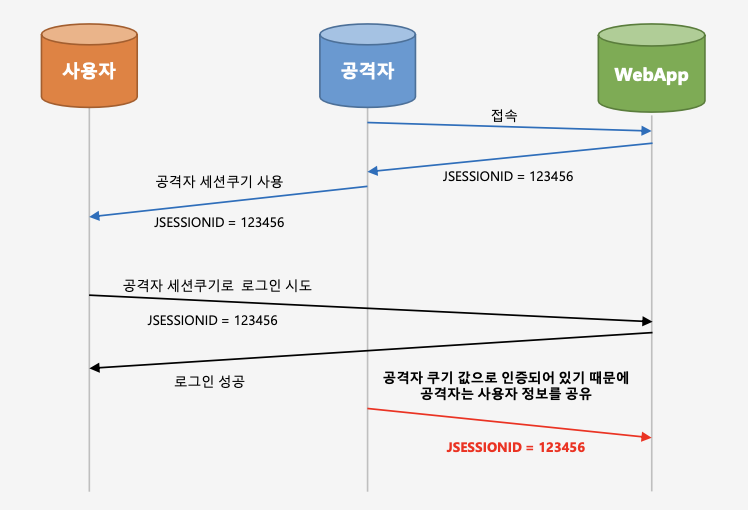 사용자
공격자
WebApp
접속
JSESSIONID = 123456
공격자 세션쿠기 사용
JSESSIONID = 123456
공격자 세션쿠기로 로그인 시도
JSESSIONID = 123456
로그인 성공
공격자 쿠기 값으로 인증되어 있기 때문에
공격자는 사용자 정보를 공유
JSESSIONID = 123456